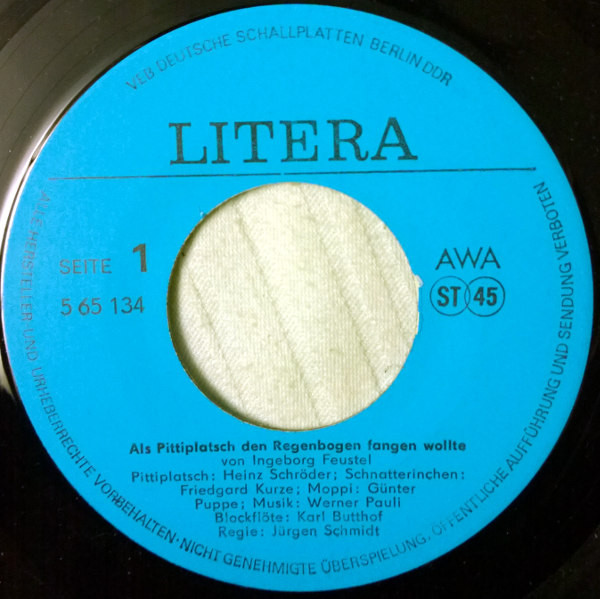 VEB DEUTSCHE SCHALLPLATTEN BERLIN DDR
LITERA
SEITE 1
5 65 134
AWA
ST 45
Als Pittiplatsch den Regenbogen fangen wollte
von Ingeborg Feustel
Pittiplatsch: Heinz Schröder; Schnatterinchen:
Friedgard Kurze; Moppi: Günter
Puppe; Musik: Werner Pauli
Blockflöte: Karl Butthof
Regie: Jürgen Schmidt
ALLE HERSTELLER UND URHEBERRECHTE VORBEHALTEN · NICHT GENEHMIGTE ÜBERSPIELUNG, ÖFFENTLICHE AUFFÜHRUNG UND SENDUNG VERBOTEN